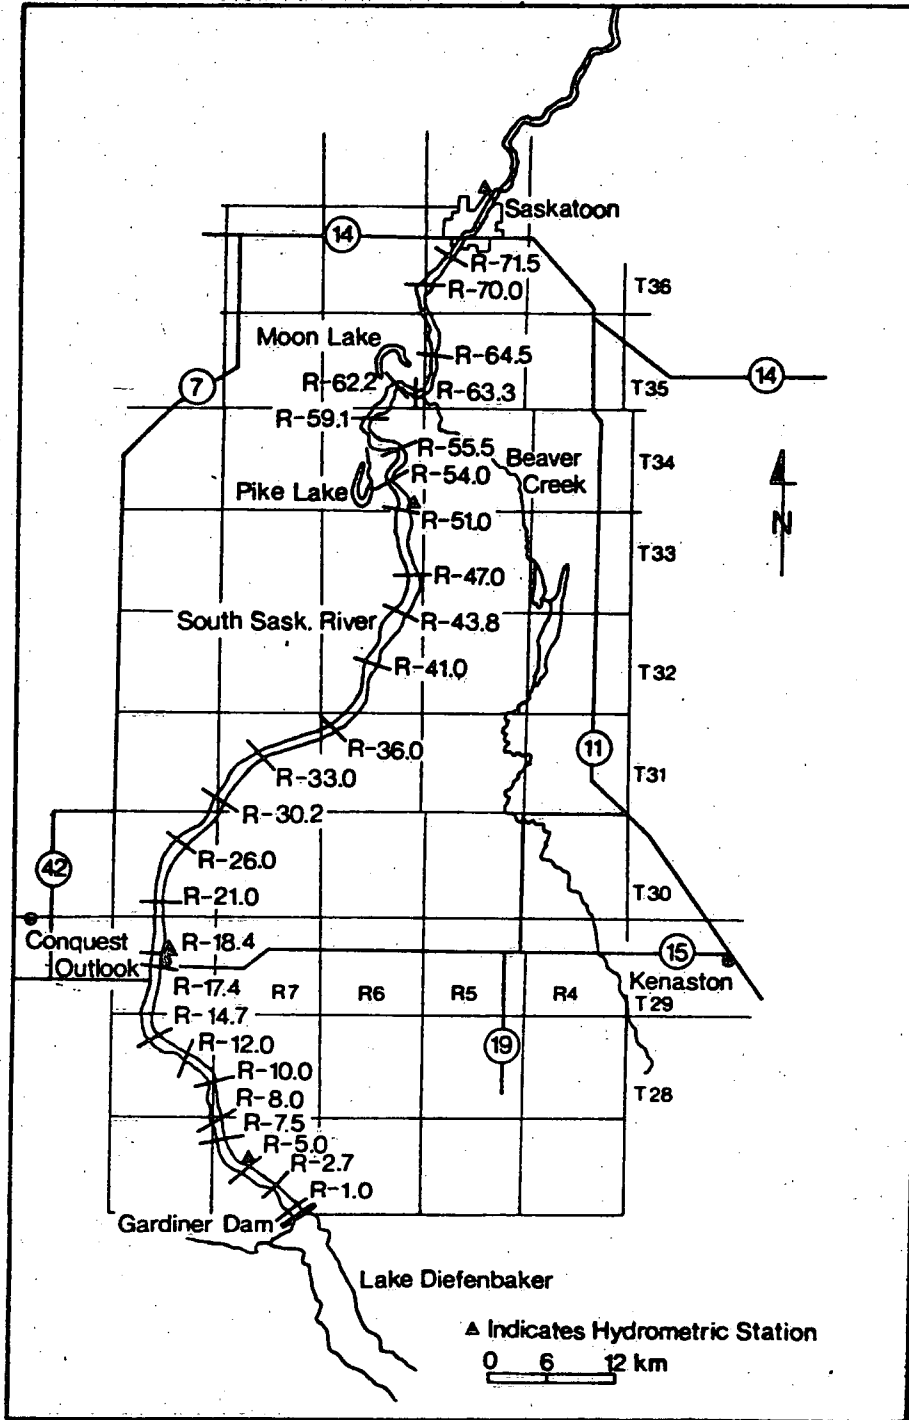 Saskatoon
14
R-71.5
R-70.0
T36
Moon Lake
R-64.5
14
R-62.2
R-63.3
T35
7
R-59.1
R-55.5
Beaver
Creek
T34
R-54.0
Pike Lake
R-51.0
N
T33
R-47.0
South Sask. River
R-43.8
R-41.0
T32
R-36.0
11
R-33.0
T31
R-30.2
R-26.0
42
R-21.0
T30
Conquest
R-18.4
Outlook
15
Kenaston
R-17.4
R7
R6
R5
R4
T29
R-14.7
R-12.0
19
R-10.0
R-8.0
T28
R-7.5
R-5.0
R-2.7
R-1.0
Gardiner Dam
Lake Diefenbaker
Indicates Hydrometric Station
0 6 12 km